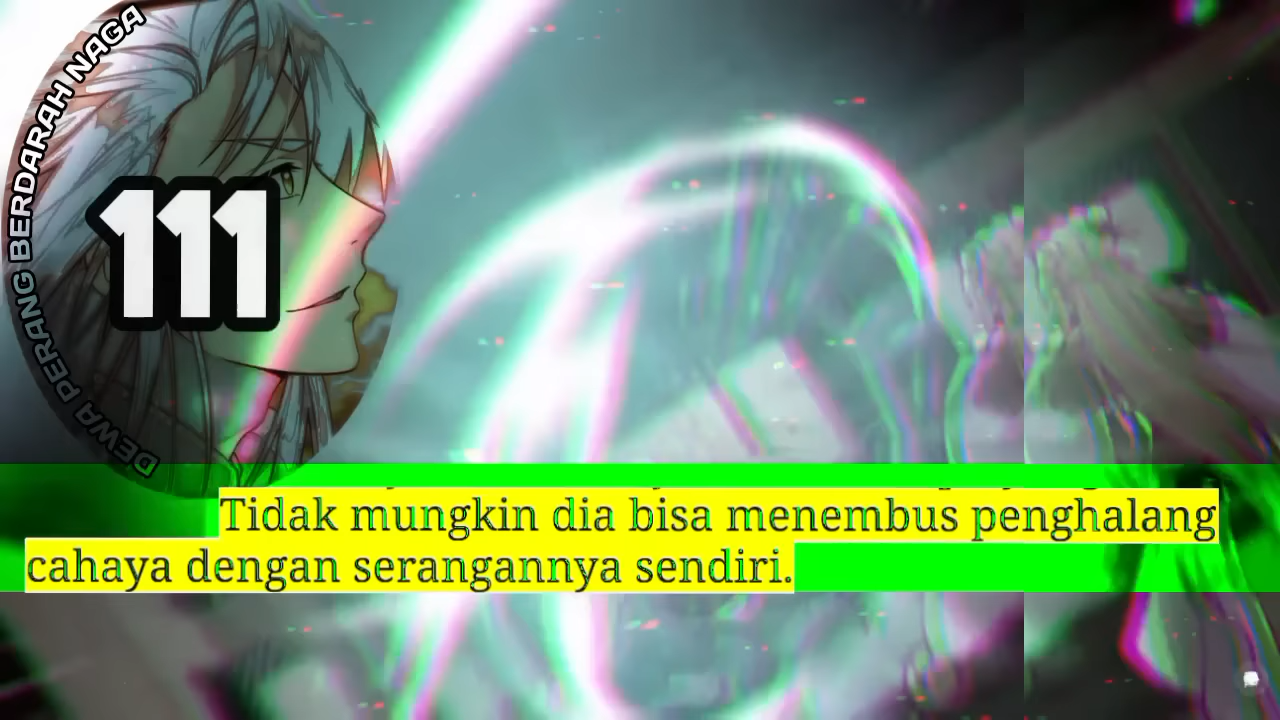 DEWA PERANG BERDARAH NAGA
111
Tidak mungkin dia bisa menembus penghalang
cahaya dengan serangannya sendiri.